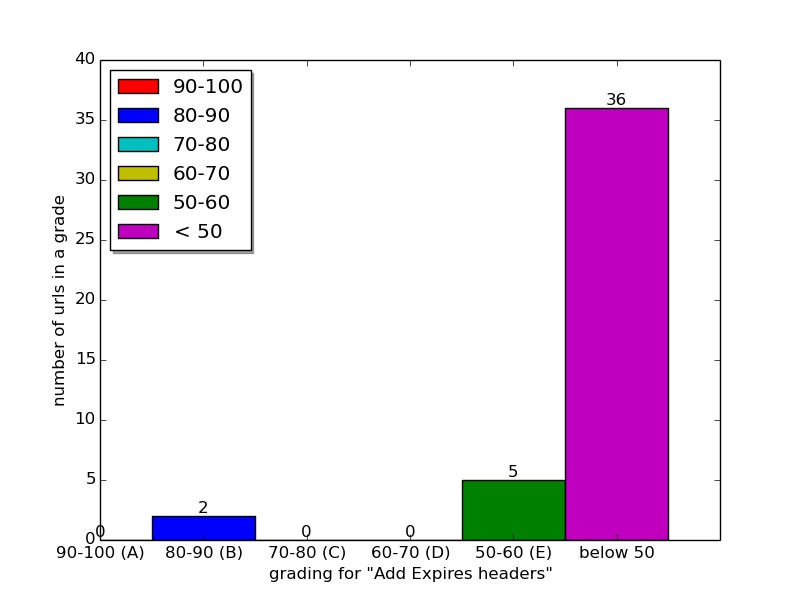 40
35
30
25
20
15
10
5
0
number of urls in a grade
90-100
80-90
70-80
60-70
50-60
< 50
0
2
0
0
5
36
90-100 (A)
80-90 (B)
70-80 (C)
60-70 (D)
50-60 (E)
below 50
grading for "Add Expires headers"